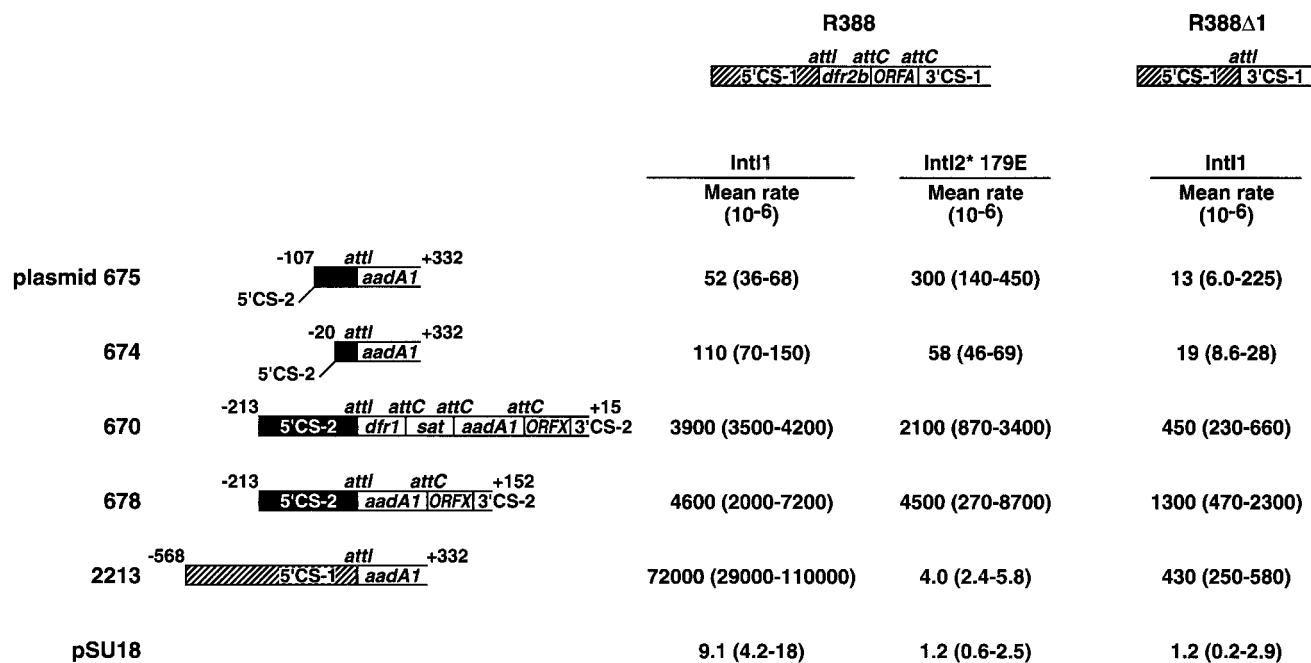 R388 R388Δ1
attI attC attC attI
5'CS-1 dfr2b ORFA 3'CS-1 5'CS-1 3'CS-1
IntI1 IntI2* 179E IntI1
Mean rate Mean rate Mean rate
(10-6) (10-6) (10-6)
-107 attI +332
plasmid 675 aadA1 52 (36-68) 300 (140-450) 13 (6.0-225)
5'CS-2
-20 attI +332
674 aadA1 110 (70-150) 58 (46-69) 19 (8.6-28)
5'CS-2
-213 attI attC attC attC +15
670 5'CS-2 dfr1 sat aadA1 ORFX 3'CS-2 3900 (3500-4200) 2100 (870-3400) 450 (230-660)
-213 attI attC +152
678 5'CS-2 aadA1 ORFX 3'CS-2 4600 (2000-7200) 4500 (270-8700) 1300 (470-2300)
-568 attI +332
2213 5'CS-1 aadA1 72000 (29000-110000) 4.0 (2.4-5.8) 430 (250-580)
pSU18 9.1 (4.2-18) 1.2 (0.6-2.5) 1.2 (0.2-2.9)